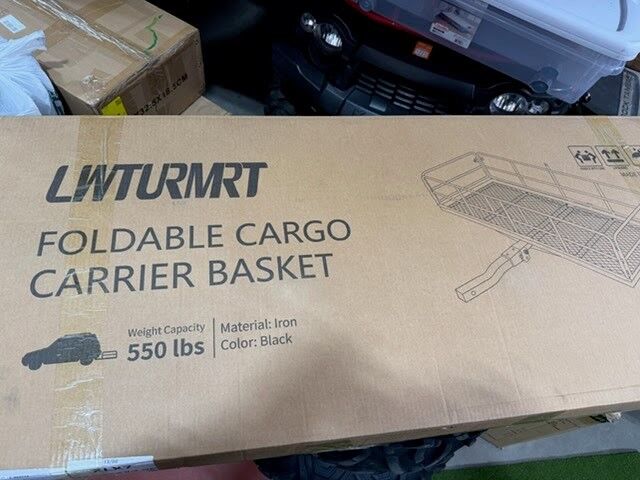 LWTURMRT
FOLDABLE CARGO
CARRIER BASKET
Weight Capacity
550 lbs
Material: Iron
Color: Black